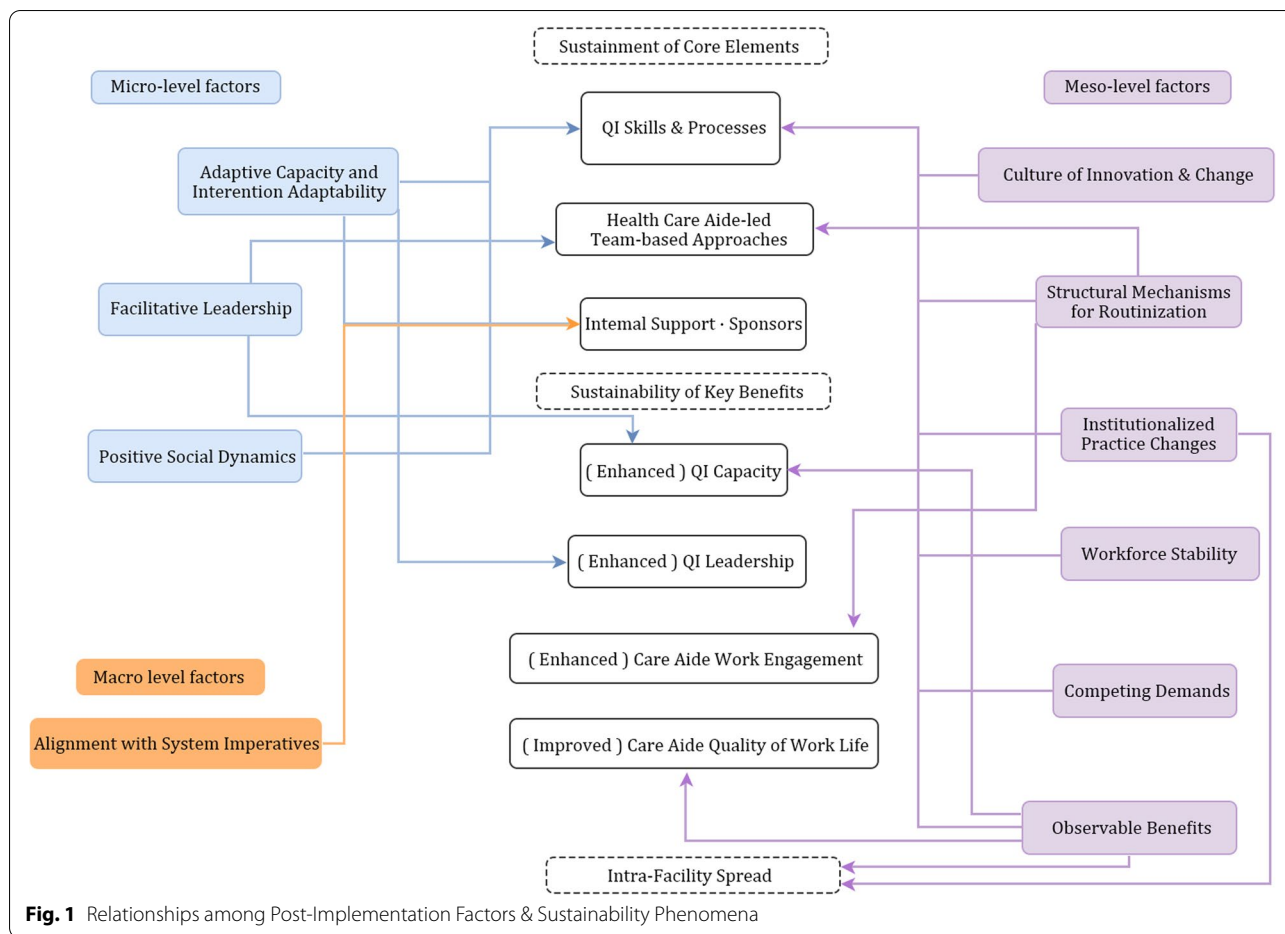 Sustainment of Core Elements
Micro-level factors
Meso-level factors
QI Skills & Processes
Adaptive Capacity and
Interention Adaptability
Culture of Innovation & Change
Health Care Aide-led
Team-based Approaches
Facilitative Leadership
Structural Mechanisms
for Routinization
Intemal Support · Sponsors
Sustainability of Key Benefits
Positive Social Dynamics
Institutionalized
Practice Changes
( Enhanced ) QI Capacity
Workforce Stability
( Enhanced ) QI Leadership
( Enhanced ) Care Aide Work Engagement
Macro level factors
Competing Demands
Alignment with System Imperatives
( Improved ) Care Aide Quality of Work Life
Observable Benefits
Intra-Facility Spread
Fig. 1 Relationships among Post-Implementation Factors & Sustainability Phenomena